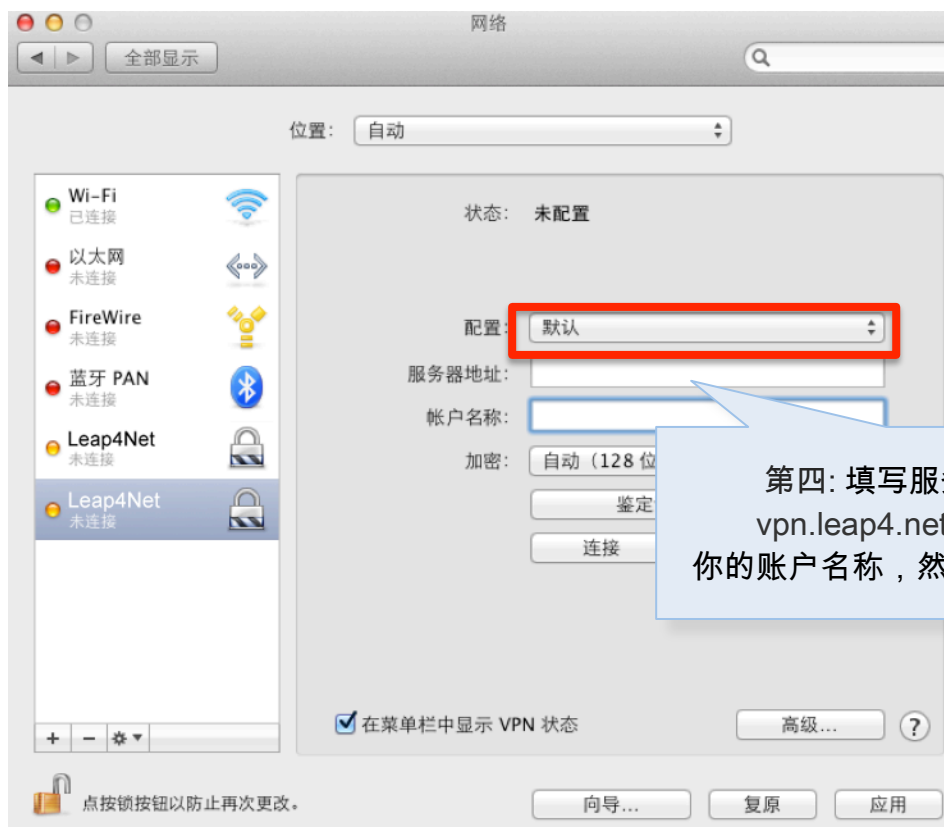 网络
全部显示
位置: 自动
Wi-Fi
已连接
以太网
未连接
FireWire
未连接
蓝牙 PAN
未连接
Leap4Net
未连接
Leap4Net
未连接
状态: 未配置
配置: 默认
服务器地址:
帐户名称:
加密: 自动（128 位
鉴定
连接
第四: 填写服
vpn.leap4.net
你的账户名称，然
在菜单栏中显示 VPN 状态
高级... ?
+ -
点按锁按钮以防止再次更改。
向导... 复原 应用